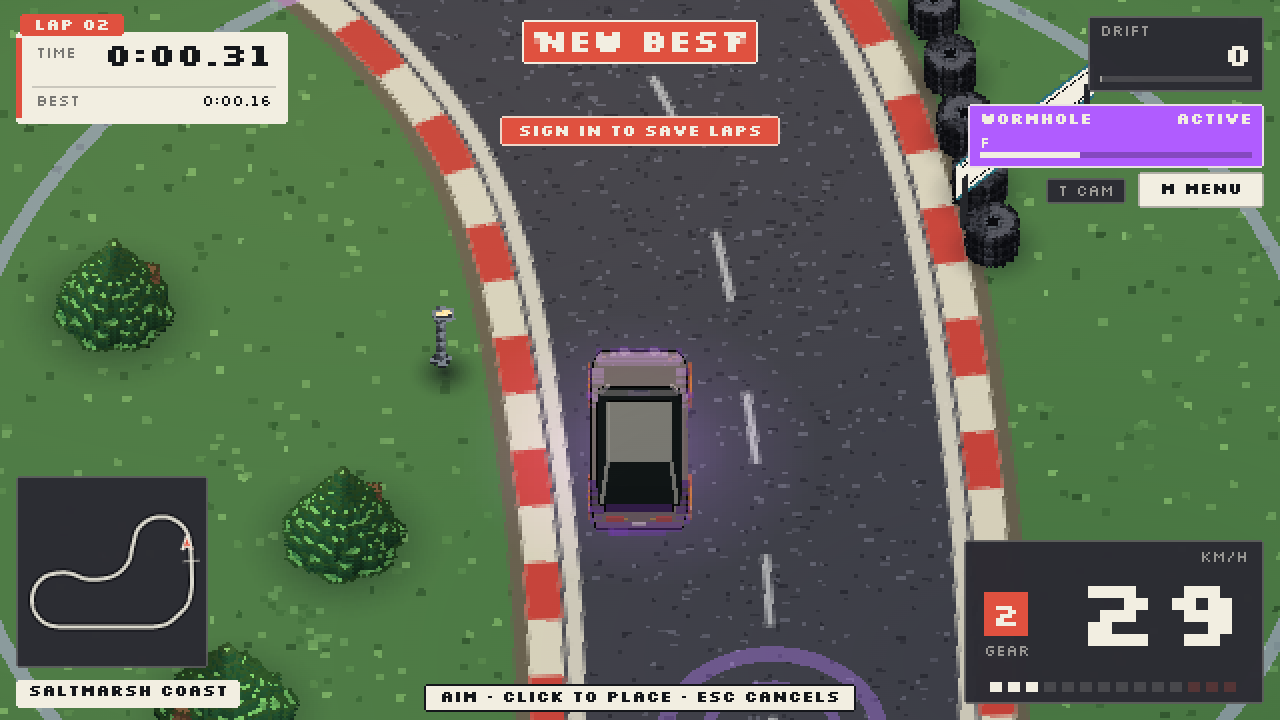 LAP 02
TIME 0:00.31
BEST 0:00.16
NEW BEST
SIGN IN TO SAVE LAPS
DRIFT
0
WORMHOLE ACTIVE
F
T CAM
M MENU
KM/H
2
29
GEAR
SALTMARSH COAST
AIM - CLICK TO PLACE - ESC CANCELS